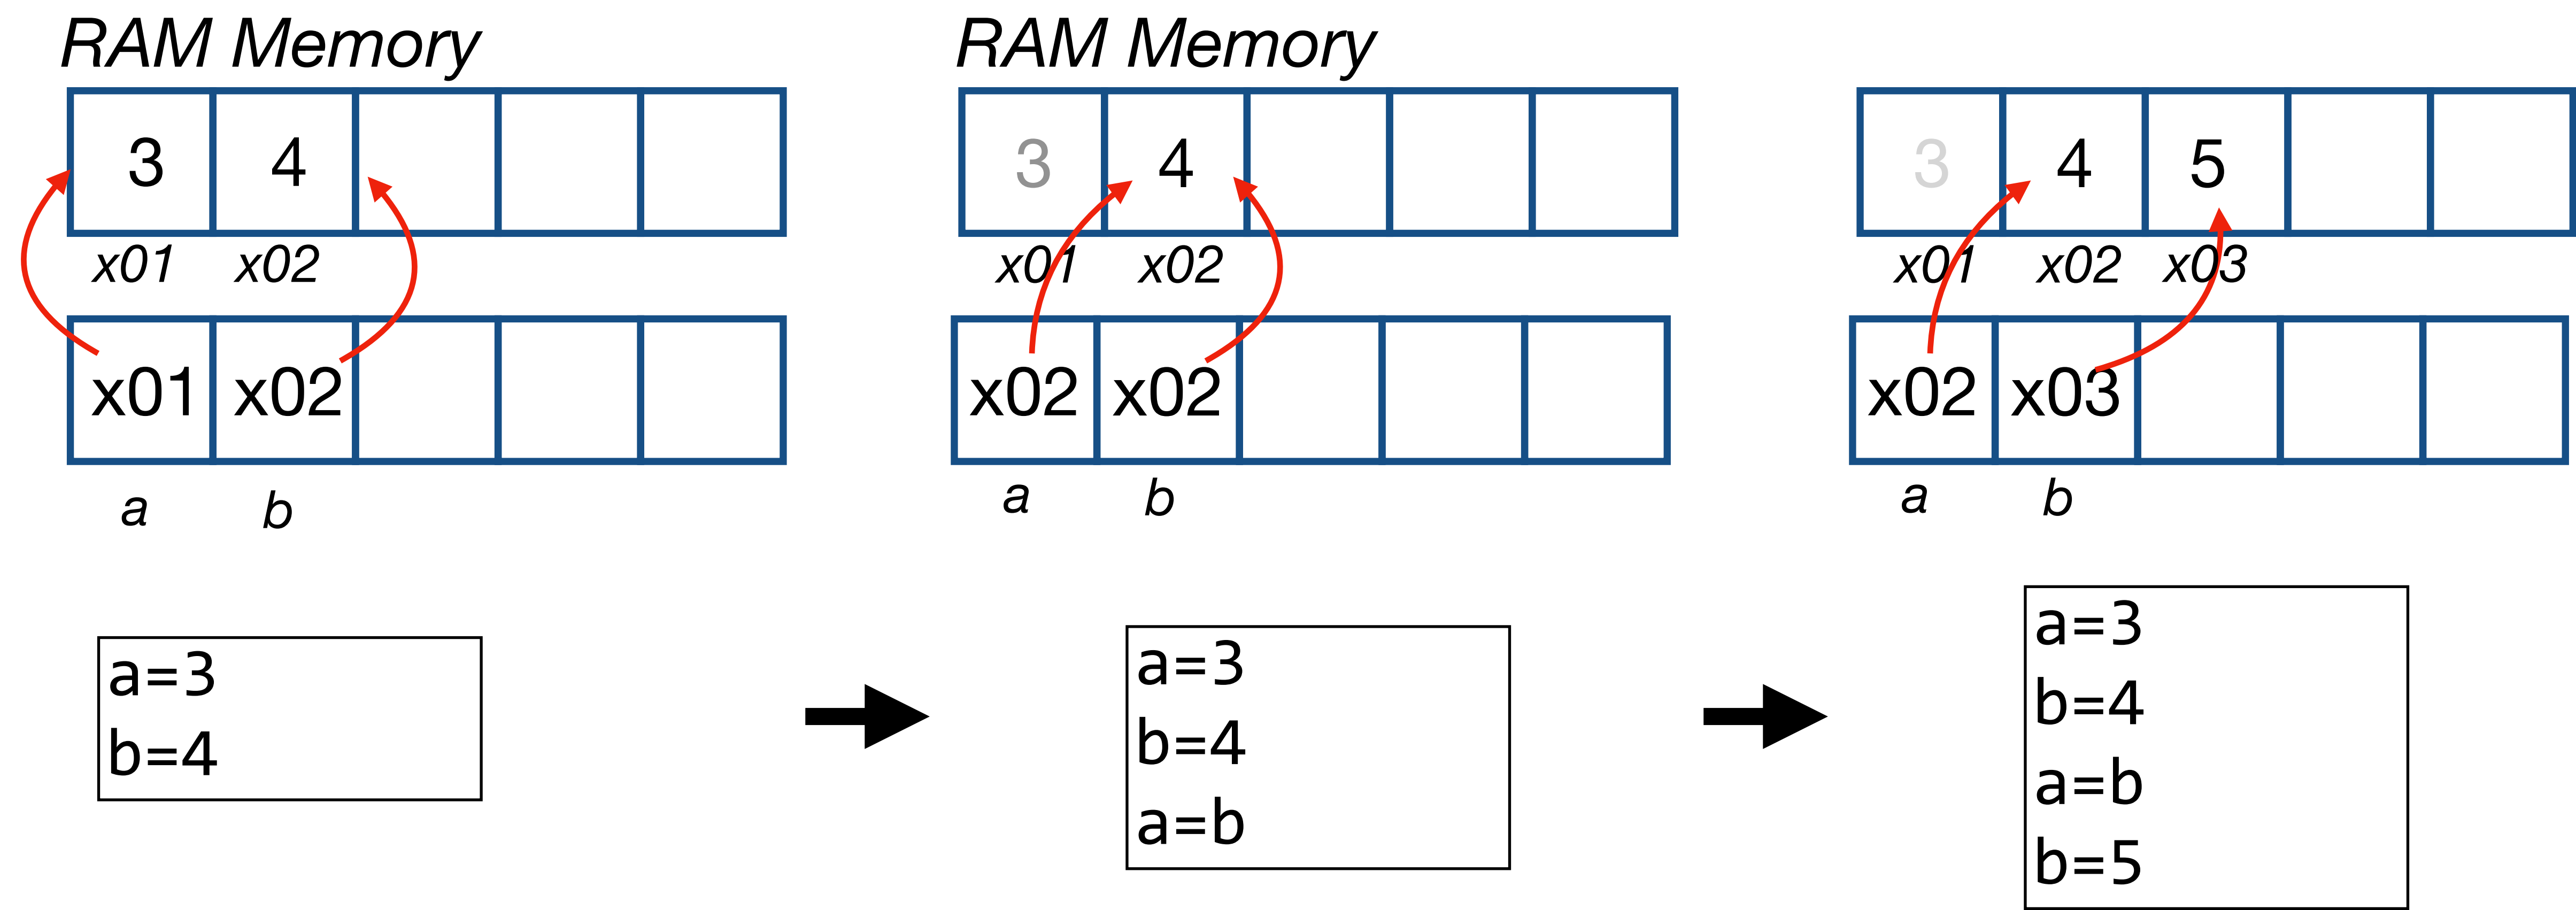 RAM Memory
3 4
x01 x02
x01 x02
a b
a=3
b=4
RAM Memory
3 4
x01 x02
x02 x02
a b
a=3
b=4
a=b
3 4 5
x01 x02 x03
x02 x03
a b
a=3
b=4
a=b
b=5